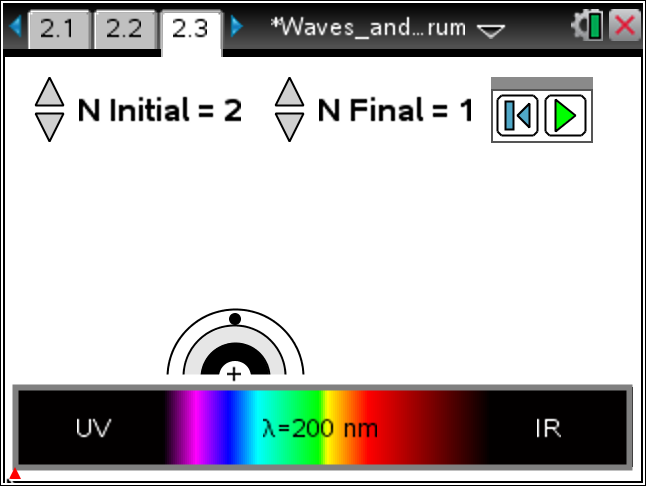 2.1 2.2 2.3 *Waves_and…rum
N Initial = 2 N Final = 1
+
UV λ=200 nm IR